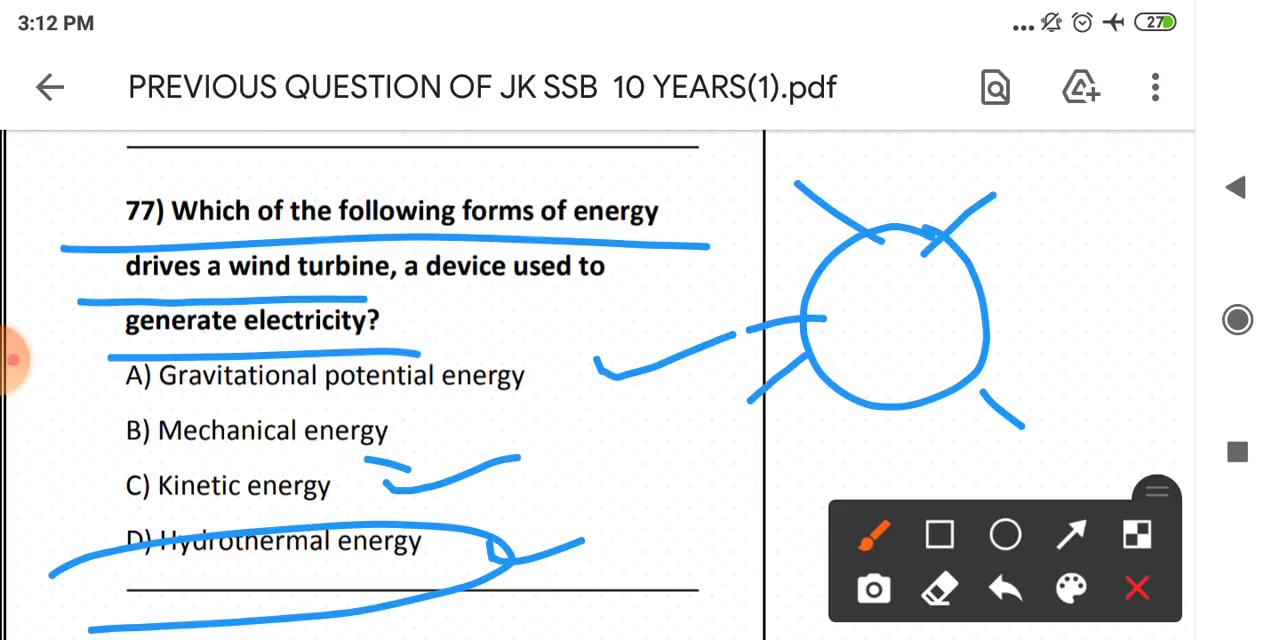 3:12 PM
27
PREVIOUS QUESTION OF JK SSB 10 YEARS(1).pdf
77) Which of the following forms of energy
drives a wind turbine, a device used to
generate electricity?
A) Gravitational potential energy
B) Mechanical energy
C) Kinetic energy
D) Hydrothermal energy